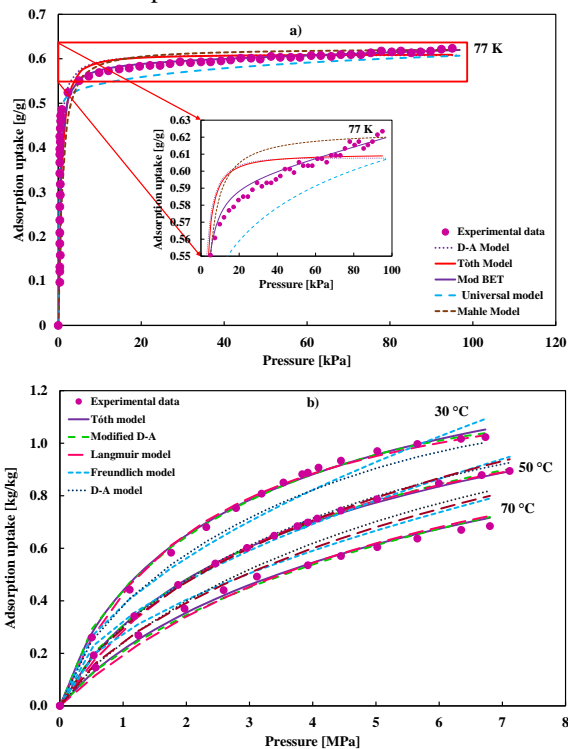 a)
77 K
0.7
0.6
0.5
0.4
0.3
0.2
0.1
0
Adsorption uptake [g/g]
0
20
40
60
80
100
120
Pressure [kPa]
77 K
0.63
0.62
0.61
0.60
0.59
0.58
0.57
0.56
0.55
Adsorption uptake [g/g]
0
20
40
60
80
100
Pressure [kPa]
Experimental data
D-A Model
Tòth Model
Mod BET
Universal model
Mahle Model
b)
1.2
1.0
0.8
0.6
0.4
0.2
0.0
Adsorption uptake [kg/kg]
Experimental data
Tóth model
Modified D-A
Langnuir model
Freundlich model
D-A model
30 °C
50 °C
70 °C
0
1
2
3
4
5
6
7
8
Pressure [MPa]